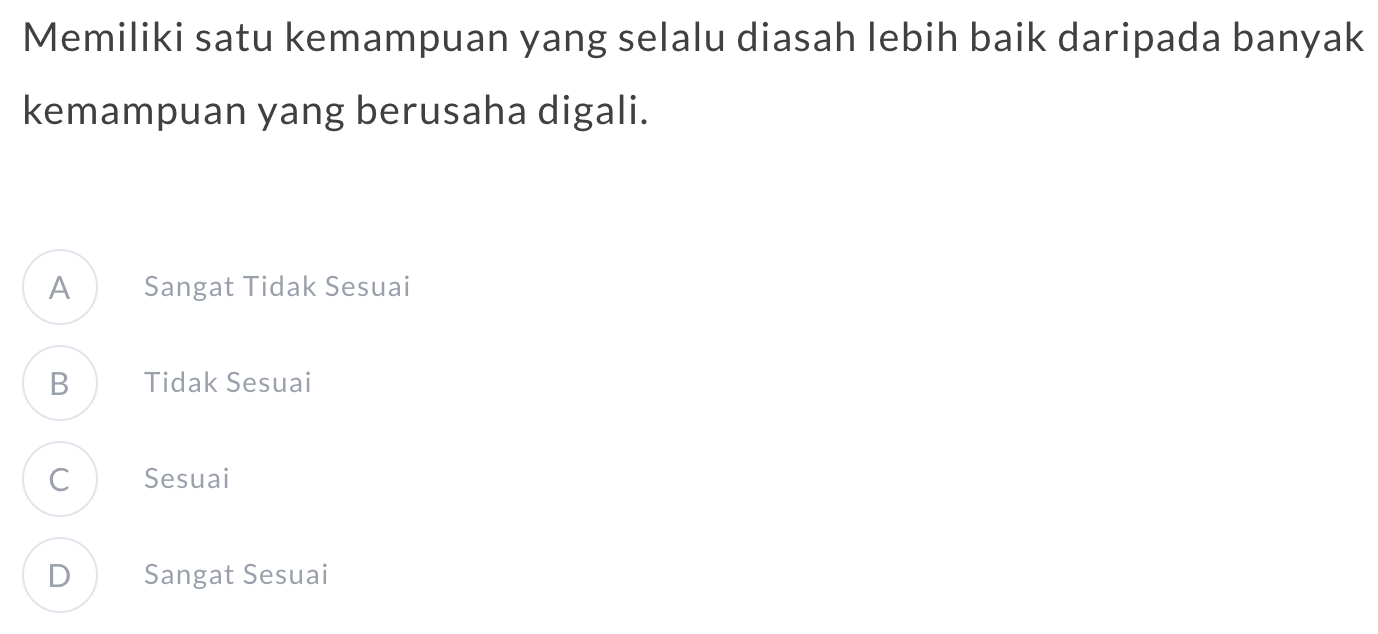 Memiliki satu kemampuan yang selalu diasah lebih baik daripada banyak
kemampuan yang berusaha digali.
A Sangat Tidak Sesuai
B Tidak Sesuai
C Sesuai
D Sangat Sesuai